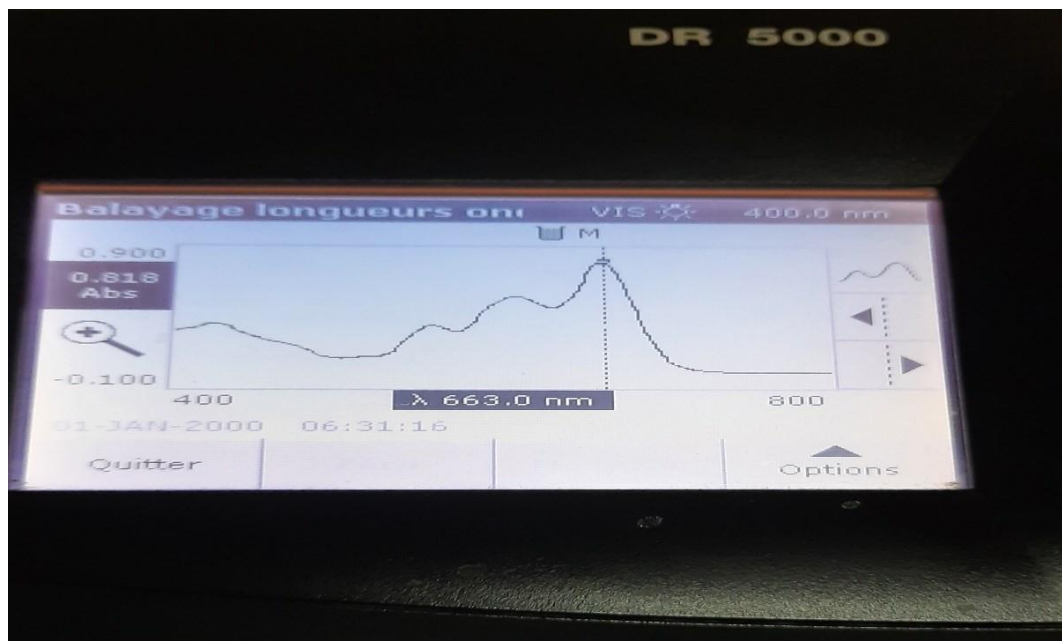 DR 5000
Balayage longueurs on VIS 400.0 nm
M
0.900
0.818
Abs
-0.100
400 λ 663.0 nm 800
01-JAN-2000 06:31:16
Quitter Options